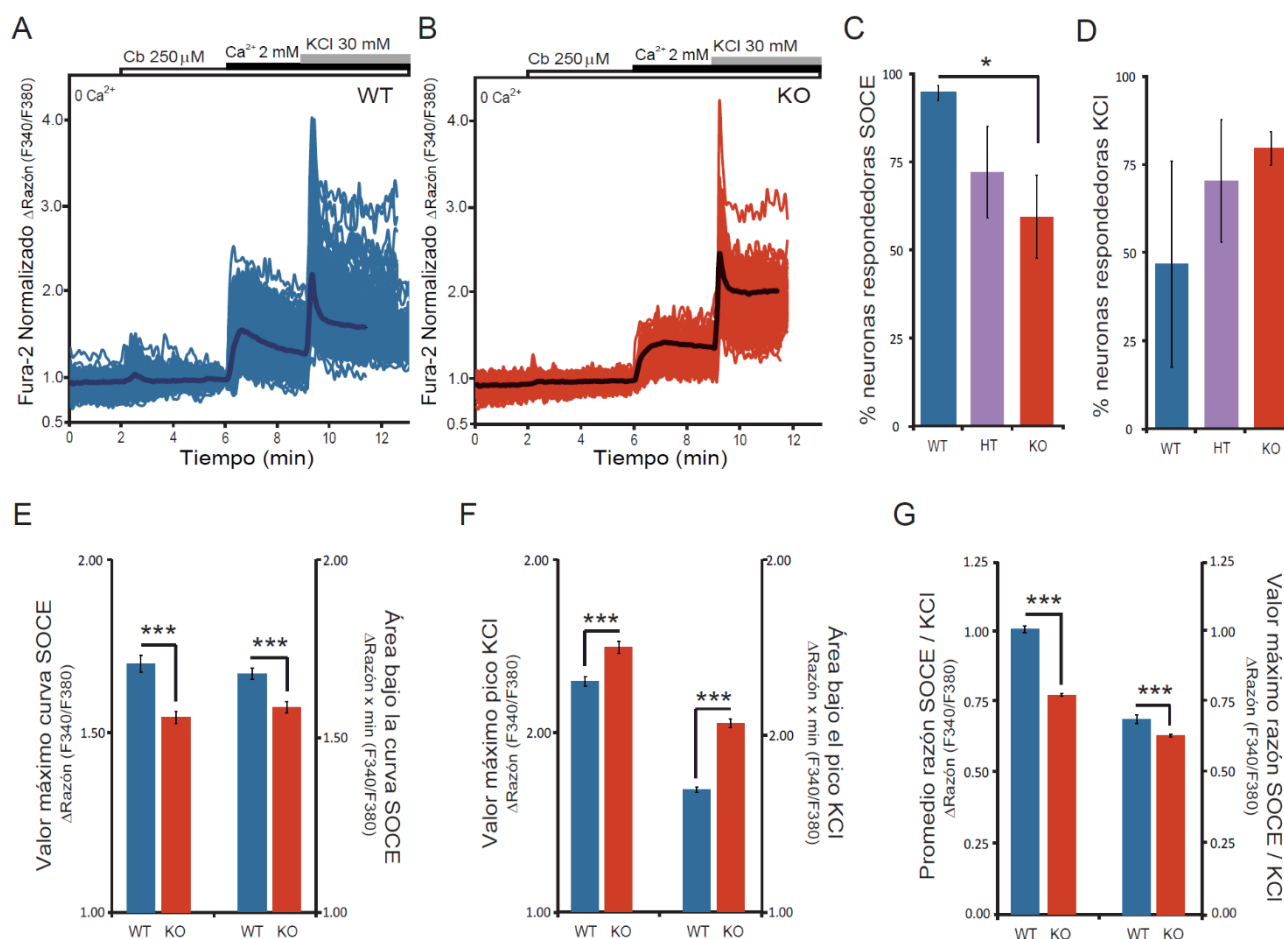 A
Cb 250 µM
Ca²⁺ 2 mM
KCl 30 mM
0 Ca²⁺
WT
Fura-2 Normalizado ΔRazón (F340/F380)
4.0
3.0
2.0
1.0
0.5
0 2 4 6 8 10 12
Tiempo (min)
B
Cb 250 µM
Ca²⁺ 2 mM
KCl 30 mM
0 Ca²⁺
KO
Fura-2 Normalizado ΔRazón (F340/F380)
4.0
3.0
2.0
1.0
0.5
0 2 4 6 8 10 12
Tiempo (min)
C
% neuronas respondedoras SOCE
100
75
50
25
0
*
WT HT KO
D
% neuronas respondedoras KCl
100
75
50
25
0
WT HT KO
E
Valor máximo curva SOCE
ΔRazón (F340/F380)
2.00
1.50
1.00
*** ***
WT KO WT KO
2.00
1.50
1.00
Área bajo la curva SOCE
ΔRazón x min (F340/F380)
F
Valor máximo pico KCl
ΔRazón (F340/F380)
2.00
2.00
1.00
*** ***
WT KO WT KO
2.00
2.00
1.00
Área bajo el pico KCl
ΔRazón x min (F340/F380)
G
Promedio razón SOCE / KCl
ΔRazón (F340/F380)
1.25
1.00
0.75
0.50
0.25
0.00
*** ***
WT KO WT KO
1.25
1.00
0.75
0.50
0.25
0.00
Valor máximo razón SOCE / KCl
ΔRazón (F340/F380)